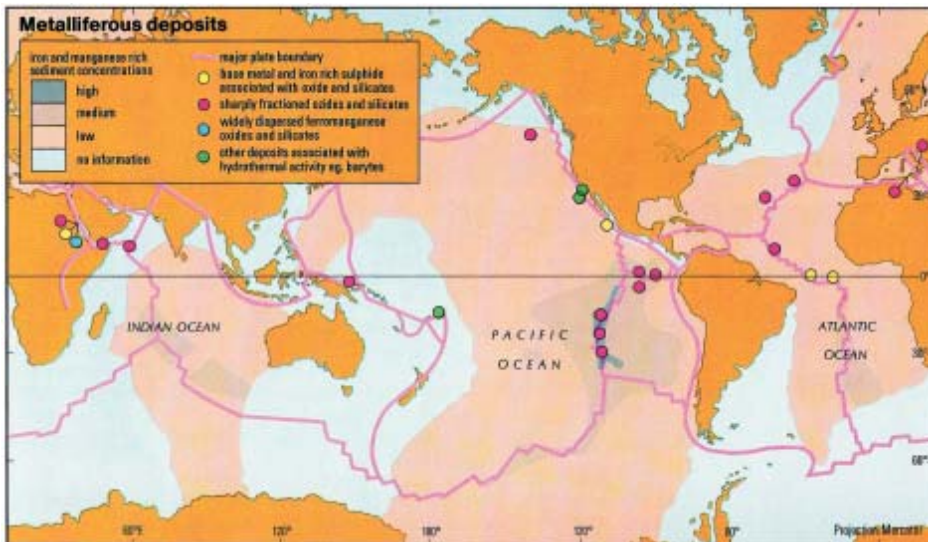 Metalliferous deposits
iron and manganese rich
sediment concentrations
high
medium
low
no information
major plate boundary
base metal and iron rich sulphide
associated with oxide and silicates
sharply fractioned oxides and silicates
widely dispersed ferromanganese
oxides and silicates
other deposits associated with
hydrothermal activity eg. barytes
60°N
0°
INDIAN OCEAN
PACIFIC
OCEAN
ATLANTIC
OCEAN
30°
60°
60°E
120°
180°
120°
60°
Projection: Mercator